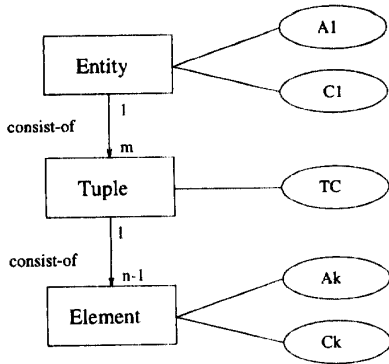 A1
Entity
C1
1
consist-of
m
Tuple
TC
1
consist-of
n-1
Ak
Element
Ck